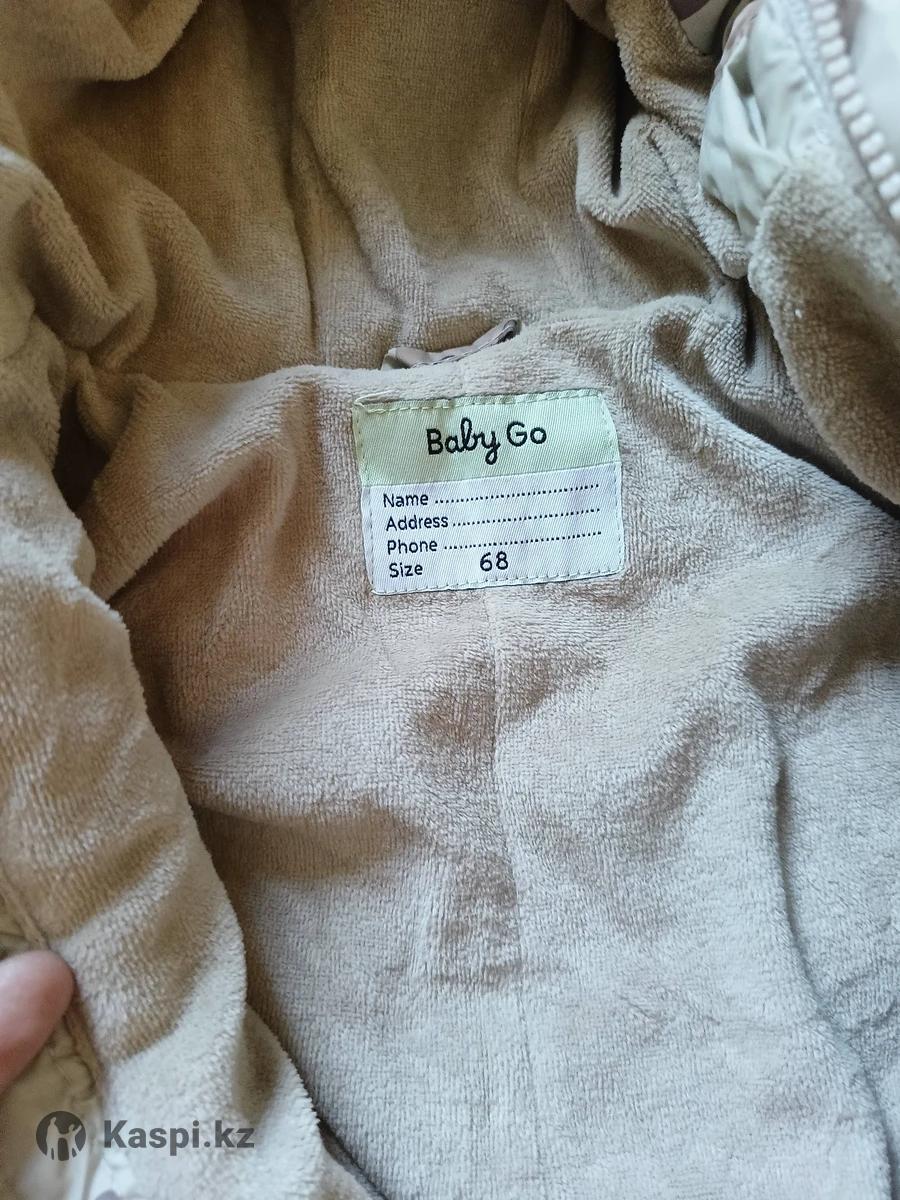 Baby Go
Name ..............................
Address ...........................
Phone .............................
Size 68
Kaspi.kz